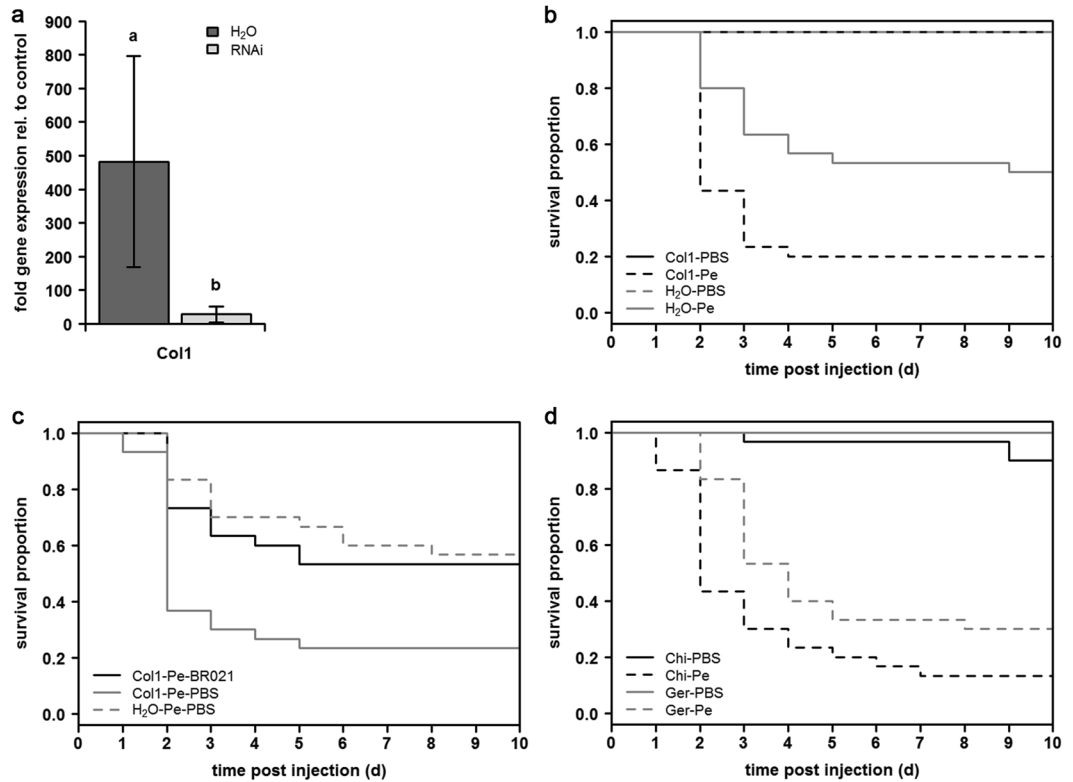 a
fold gene expression rel. to control
900
800
700
600
500
400
300
200
100
0
H₂O
RNAi
a
b
Col1
b
survival proportion
1.0
0.8
0.6
0.4
0.2
0.0
Col1-PBS
Col1-Pe
H₂O-PBS
H₂O-Pe
0 1 2 3 4 5 6 7 8 9 10
time post injection (d)
c
survival proportion
1.0
0.8
0.6
0.4
0.2
0.0
Col1-Pe-BR021
Col1-Pe-PBS
H₂O-Pe-PBS
0 1 2 3 4 5 6 7 8 9 10
time post injection (d)
d
survival proportion
1.0
0.8
0.6
0.4
0.2
0.0
Chi-PBS
Chi-Pe
Ger-PBS
Ger-Pe
0 1 2 3 4 5 6 7 8 9 10
time post injection (d)